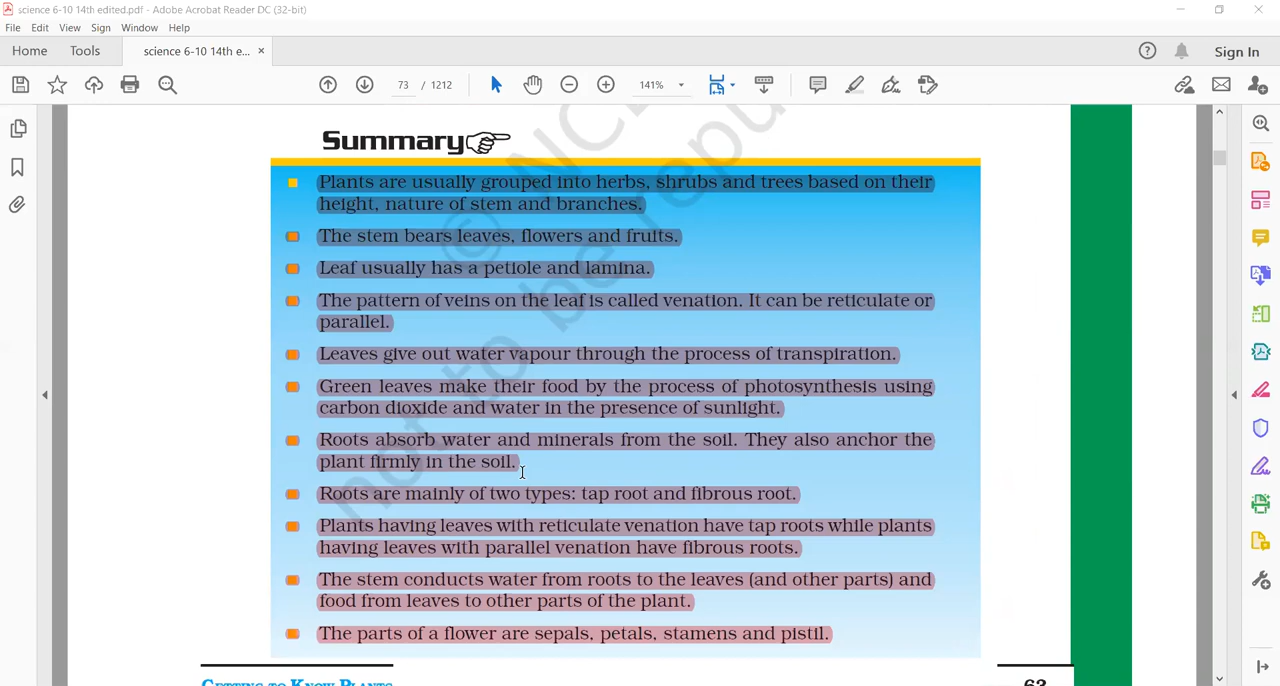 science 6-10 14th edited.pdf - Adobe Acrobat Reader DC (32-bit)
File Edit View Sign Window Help
Home Tools science 6-10 14th e... × Sign In
73 / 1212 141%
Summary
Plants are usually grouped into herbs, shrubs and trees based on their
height, nature of stem and branches.
The stem bears leaves, flowers and fruits.
Leaf usually has a petiole and lamina.
The pattern of veins on the leaf is called venation. It can be reticulate or
parallel.
Leaves give out water vapour through the process of transpiration.
Green leaves make their food by the process of photosynthesis using
carbon dioxide and water in the presence of sunlight.
Roots absorb water and minerals from the soil. They also anchor the
plant firmly in the soil.
Roots are mainly of two types: tap root and fibrous root.
Plants having leaves with reticulate venation have tap roots while plants
having leaves with parallel venation have fibrous roots.
The stem conducts water from roots to the leaves (and other parts) and
food from leaves to other parts of the plant.
The parts of a flower are sepals, petals, stamens and pistil.
GETTING TO KNOW PLANTS 63
not to be repu